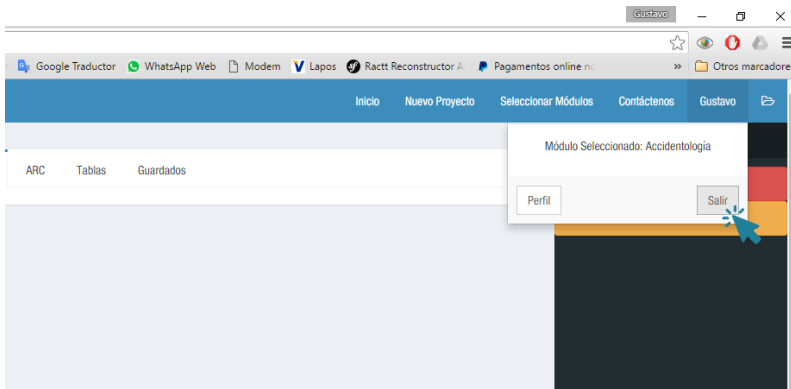 Gustavo
Google Traductor WhatsApp Web Modem Lapos Ractt Reconstructor A Pagamentos online no » Otros marcadore
Inicio Nuevo Proyecto Seleccionar Módulos Contáctenos Gustavo
Módulo Seleccionado: Accidentología
ARC Tablas Guardados
Perfil Salir